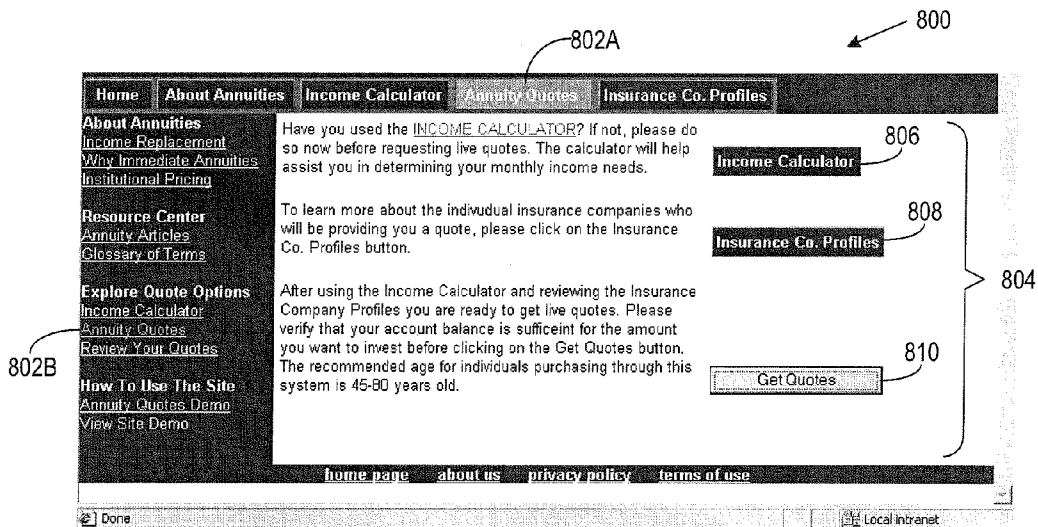 800
802A
Home About Annuities Income Calculator Annuity Quotes Insurance Co. Profiles
About Annuities
Income Replacement
Why Immediate Annuities
Institutional Pricing
Resource Center
Annuity Articles
Glossary of Terms
Explore Quote Options
Income Calculator
Annuity Quotes
Review Your Quotes
802B
How To Use The Site
Annuity Quotes Demo
View Site Demo
Have you used the INCOME CALCULATOR? If not, please do
so now before requesting live quotes. The calculator will help
assist you in determining your monthly income needs.
Income Calculator
806
To learn more about the indivudual insurance companies who
will be providing you a quote, please click on the Insurance
Co. Profiles button.
Insurance Co. Profiles
808
804
After using the Income Calculator and reviewing the Insurance
Company Profiles you are ready to get live quotes. Please
verify that your account balance is sufficeint for the amount
you want to invest before clicking on the Get Quotes button.
The recommended age for individuals purchasing through this
system is 45-80 years old.
Get Quotes
810
home page about us privacy policy terms of use
Done
Local intranet